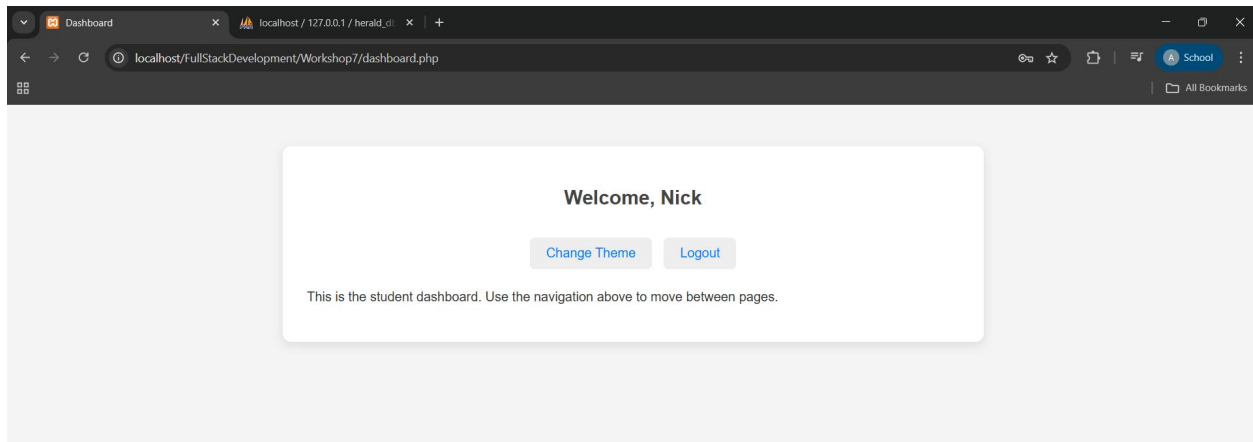 Dashboard
localhost / 127.0.0.1 / herald_d
localhost/FullStackDevelopment/Workshop7/dashboard.php
A School
All Bookmarks
Welcome, Nick
Change Theme Logout
This is the student dashboard. Use the navigation above to move between pages.